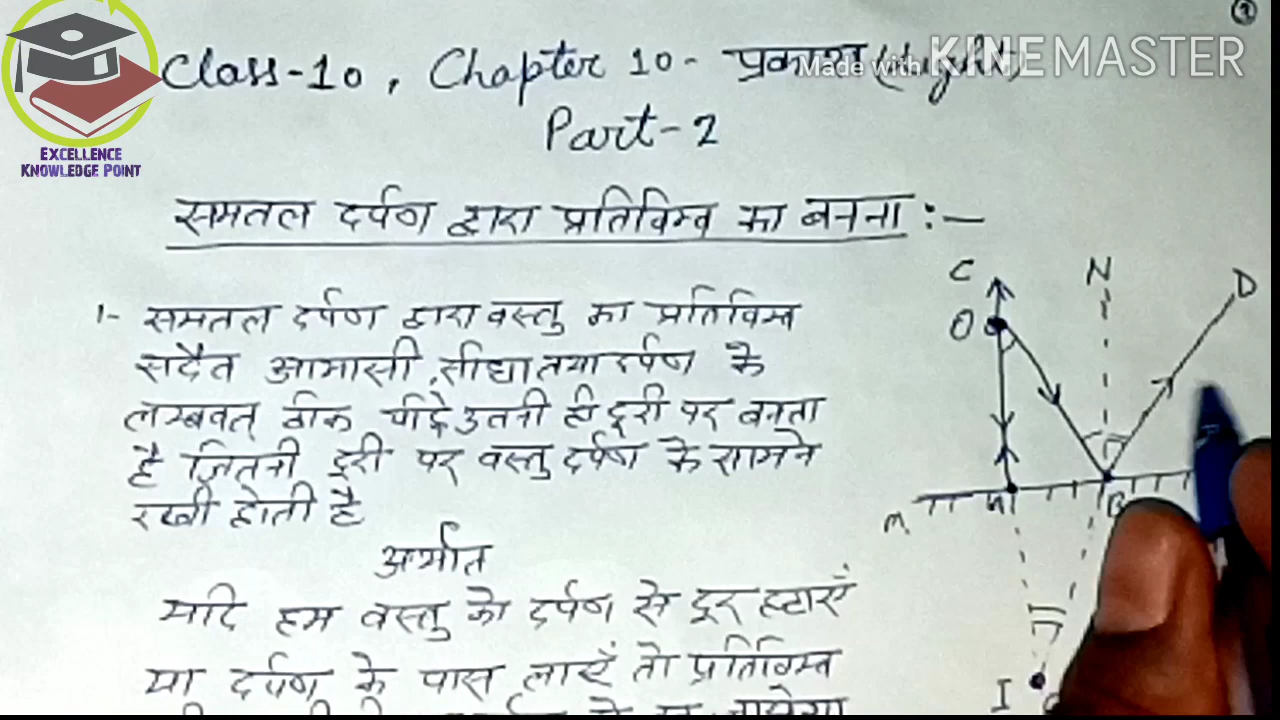 Class-10, Chapter 10- प्रकाश (Light)
Made with KINEMASTER
Part-2
EXCELLENCE
KNOWLEDGE POINT
समतल दर्पण द्वारा प्रतिविम्व का बनना :-
1- समतल दर्पण द्वारा वस्तु का प्रतिविम्व
सदैव आभासी, सीधा तथा दर्पण के
लम्बवत् ठीक पीछे उतनी ही दूरी पर बनता
है जितनी दूरी पर वस्तु दर्पण के सामने
रखी होती है
अर्थात
यदि हम वस्तु को दर्पण से दूर हटाएँ
या दर्पण के पास लाएँ तो प्रतिविम्व
C N D
O
M A B
I